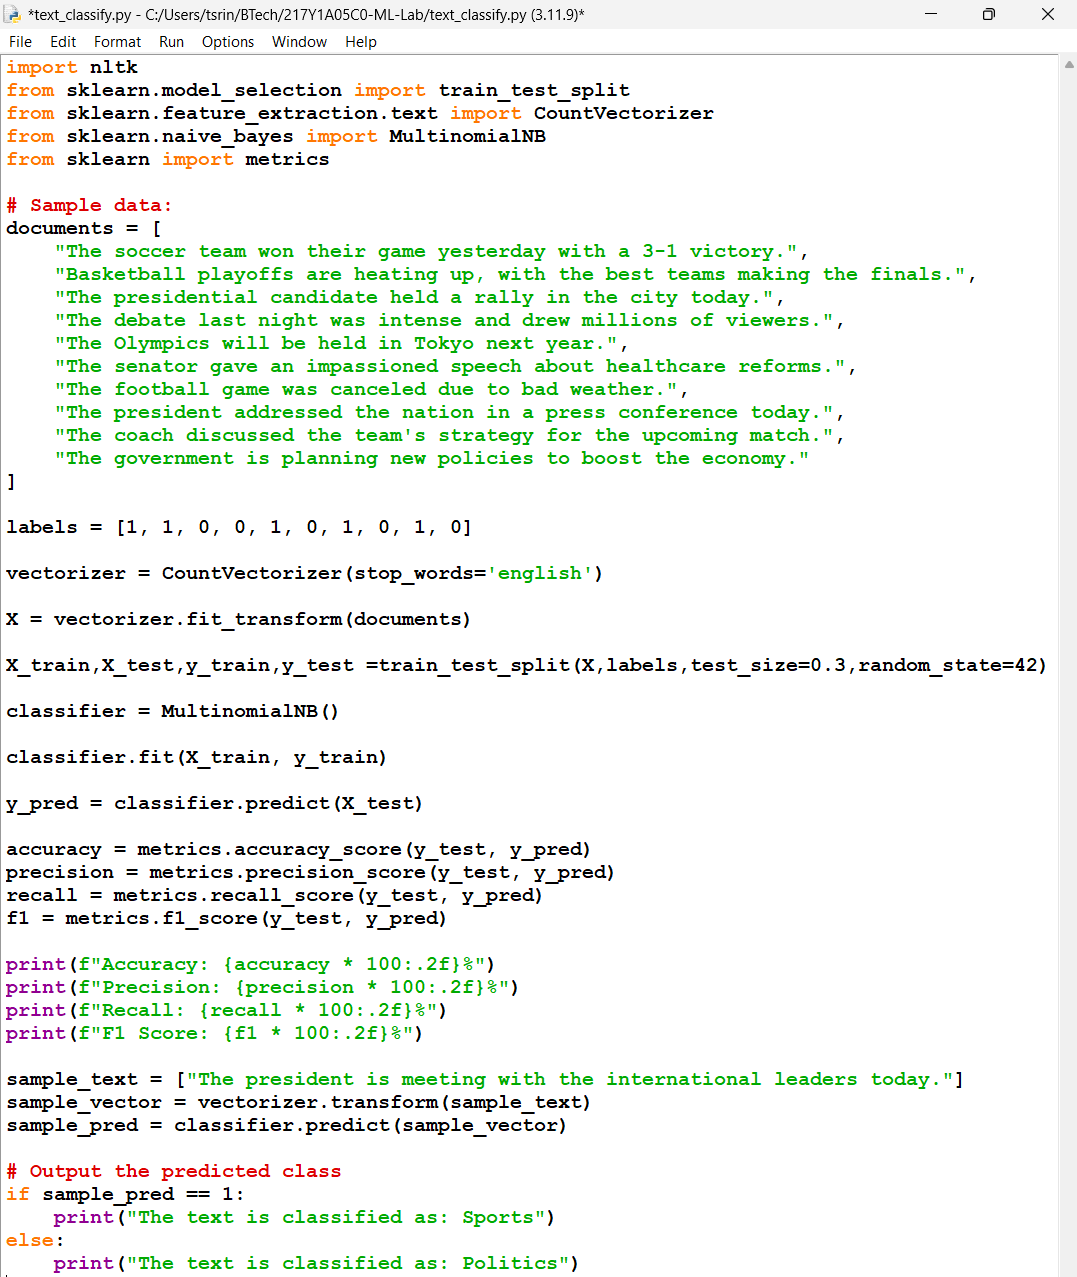 *text_classify.py - C:/Users/tsrin/BTech/217Y1A05C0-ML-Lab/text_classify.py (3.11.9)*
File Edit Format Run Options Window Help
import nltk
from sklearn.model_selection import train_test_split
from sklearn.feature_extraction.text import CountVectorizer
from sklearn.naive_bayes import MultinomialNB
from sklearn import metrics

# Sample data:
documents = [
    "The soccer team won their game yesterday with a 3-1 victory.",
    "Basketball playoffs are heating up, with the best teams making the finals.",
    "The presidential candidate held a rally in the city today.",
    "The debate last night was intense and drew millions of viewers.",
    "The Olympics will be held in Tokyo next year.",
    "The senator gave an impassioned speech about healthcare reforms.",
    "The football game was canceled due to bad weather.",
    "The president addressed the nation in a press conference today.",
    "The coach discussed the team's strategy for the upcoming match.",
    "The government is planning new policies to boost the economy."
]

labels = [1, 1, 0, 0, 1, 0, 1, 0, 1, 0]

vectorizer = CountVectorizer(stop_words='english')

X = vectorizer.fit_transform(documents)

X_train,X_test,y_train,y_test =train_test_split(X,labels,test_size=0.3,random_state=42)

classifier = MultinomialNB()

classifier.fit(X_train, y_train)

y_pred = classifier.predict(X_test)

accuracy = metrics.accuracy_score(y_test, y_pred)
precision = metrics.precision_score(y_test, y_pred)
recall = metrics.recall_score(y_test, y_pred)
f1 = metrics.f1_score(y_test, y_pred)

print(f"Accuracy: {accuracy * 100:.2f}%")
print(f"Precision: {precision * 100:.2f}%")
print(f"Recall: {recall * 100:.2f}%")
print(f"F1 Score: {f1 * 100:.2f}%")

sample_text = ["The president is meeting with the international leaders today."]
sample_vector = vectorizer.transform(sample_text)
sample_pred = classifier.predict(sample_vector)

# Output the predicted class
if sample_pred == 1:
    print("The text is classified as: Sports")
else:
    print("The text is classified as: Politics")